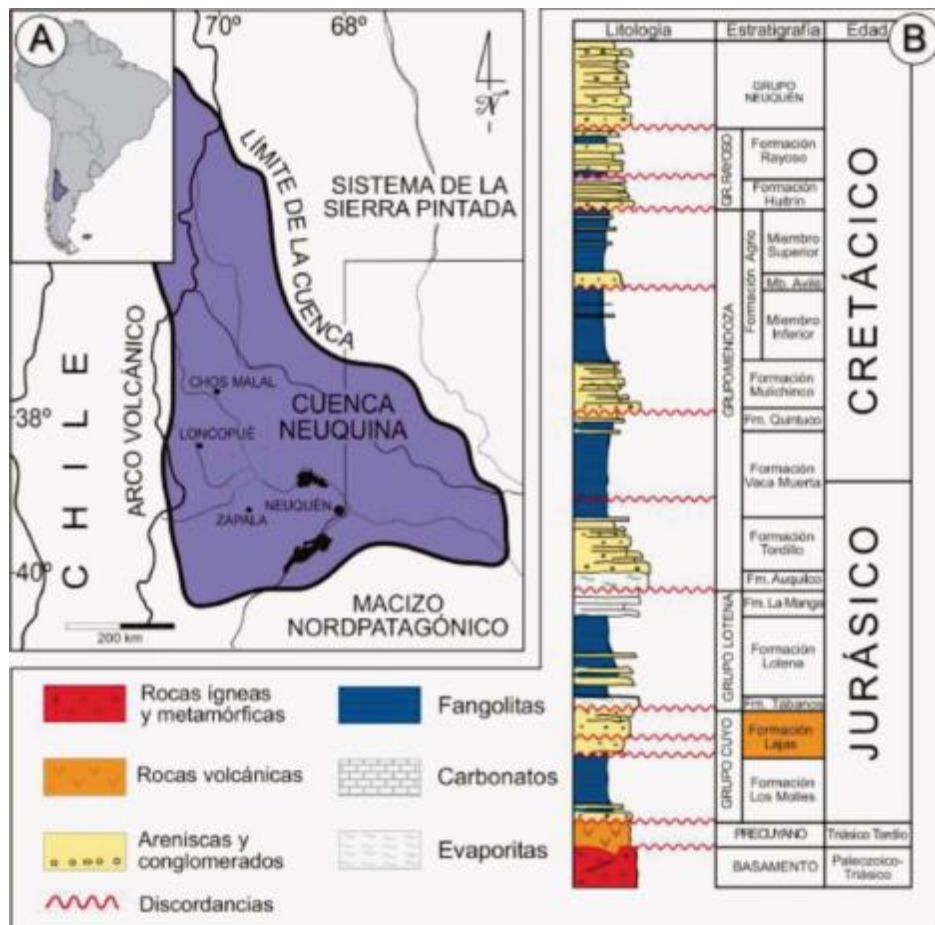 A
70º
68º
N
LÍMITE DE LA CUENCA
SISTEMA DE LA
SIERRA PINTADA
CHILE
ARCO VOLCÁNICO
CHOS MALAL
38º
LONCOPUÉ
CUENCA
NEUQUINA
NEUQUÉN
ZAPALA
40º
MACIZO
NORDPATAGÓNICO
200 km
Rocas ígneas
y metamórficas
Rocas volcánicas
Areniscas y
conglomerados
Discordancias
Fangolitas
Carbonatos
Evaporitas
B
Litología
Estratigrafía
Edad
GRUPO
NEUQUÉN
GR. RAYOSO
Formación
Rayoso
Formación
Huitrín
GRUPO MENDOZA
Formación Agrio
Miembro
Superior
Mb. Avilé
Miembro
Inferior
Formación
Mulichinco
Fm. Quintuco
Formación
Vaca Muerta
Formación
Tordillo
Fm. Auquilco
GRUPO LOTENA
Fm. La Manga
Formación
Lotena
Fm. Tábanos
GRUPO CUYO
Formación
Lajas
Formación
Los Molles
PRECUYANO
BASAMENTO
CRETÁCICO
JURÁSICO
Triásico Tardío
Paleozoico-
Triásico